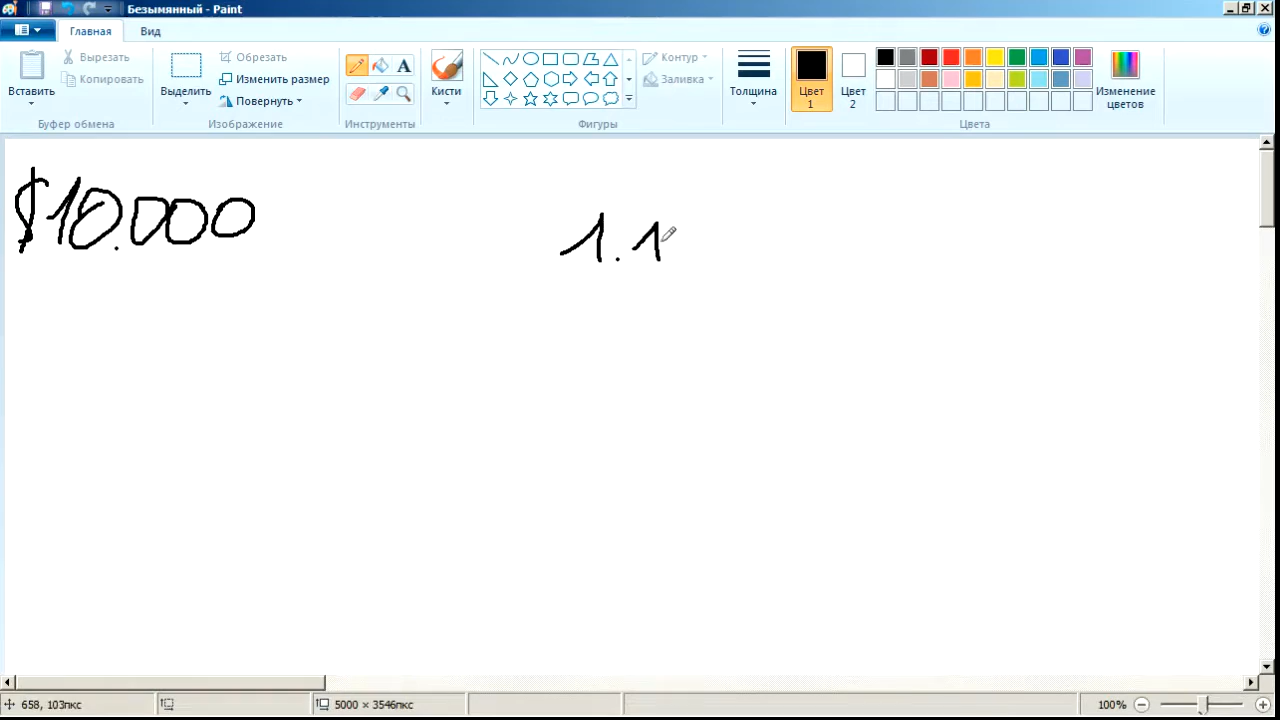 Безымянный - Paint
Главная Вид
Вставить
Вырезать
Копировать
Буфер обмена
Выделить
Обрезать
Изменить размер
Повернуть
Изображение
A
Инструменты
Кисти
Контур
Заливка
Фигуры
Толщина
Цвет 1
Цвет 2
Цвета
Изменение цветов
$10.000
1.1
658, 103пкс
5000 × 3546пкс
100%